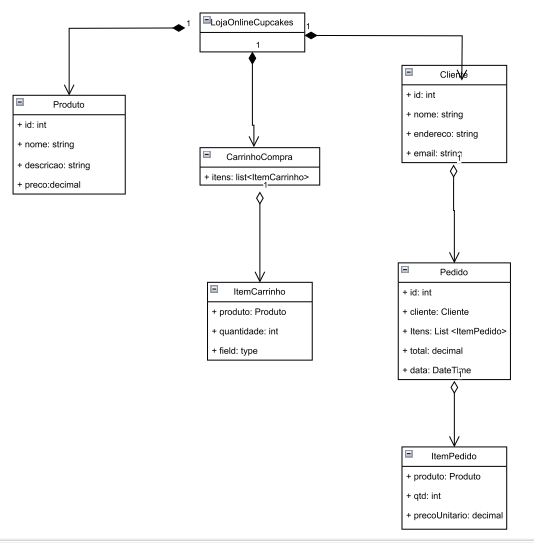 LojaOnlineCupcakes
1
1
1
Produto
+ id: int
+ nome: string
+ descricao: string
+ preco:decimal
CarrinhoCompra
+ itens: list<ItemCarrinho>
1
ItemCarrinho
+ produto: Produto
+ quantidade: int
+ field: type
Cliente
+ id: int
+ nome: string
+ endereco: string
+ email: string
1
Pedido
+ id: int
+ cliente: Cliente
+ Itens: List <ItemPedido>
+ total: decimal
+ data: DateTime
1
ItemPedido
+ produto: Produto
+ qtd: int
+ precoUnitario: decimal